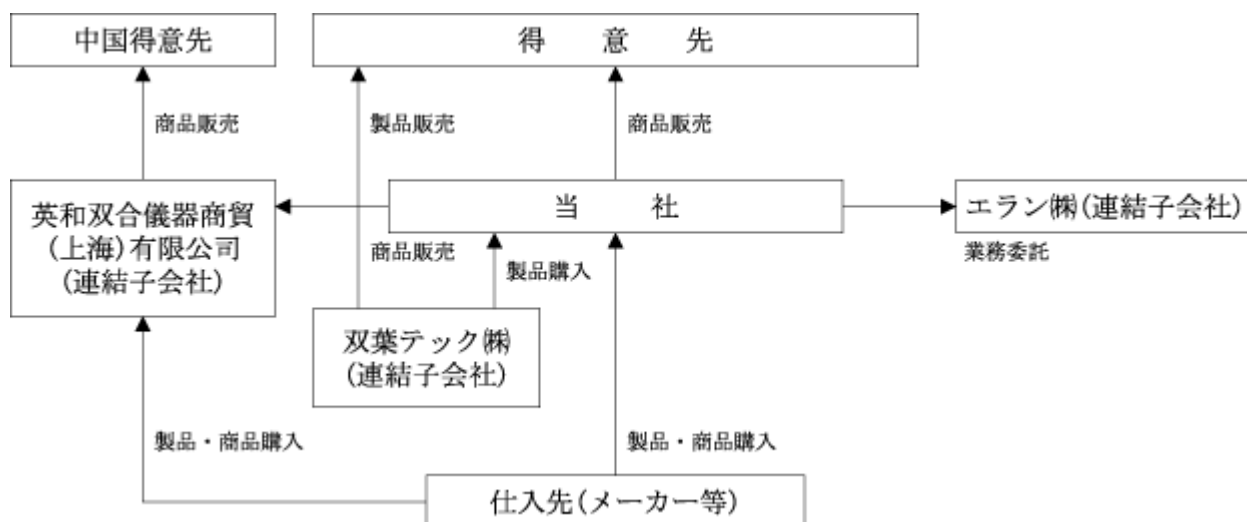 中国得意先
得意先
商品販売
製品販売
商品販売
英和双合儀器商貿
(上海)有限公司
(連結子会社)
当社
エラン㈱(連結子会社)
商品販売
製品購入
業務委託
双葉テック㈱
(連結子会社)
製品・商品購入
製品・商品購入
仕入先(メーカー等)